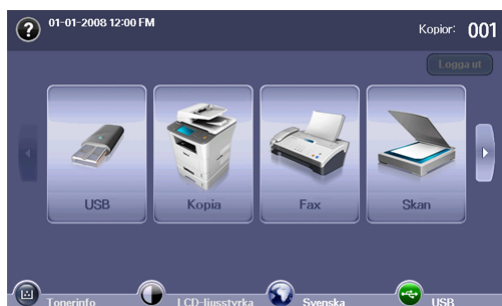 01-01-2008 12:00 FM
Kopior: 001
Logga ut
USB Kopia Fax Skan
Tonerinfo LCD-ljusstyrka Svenska USB